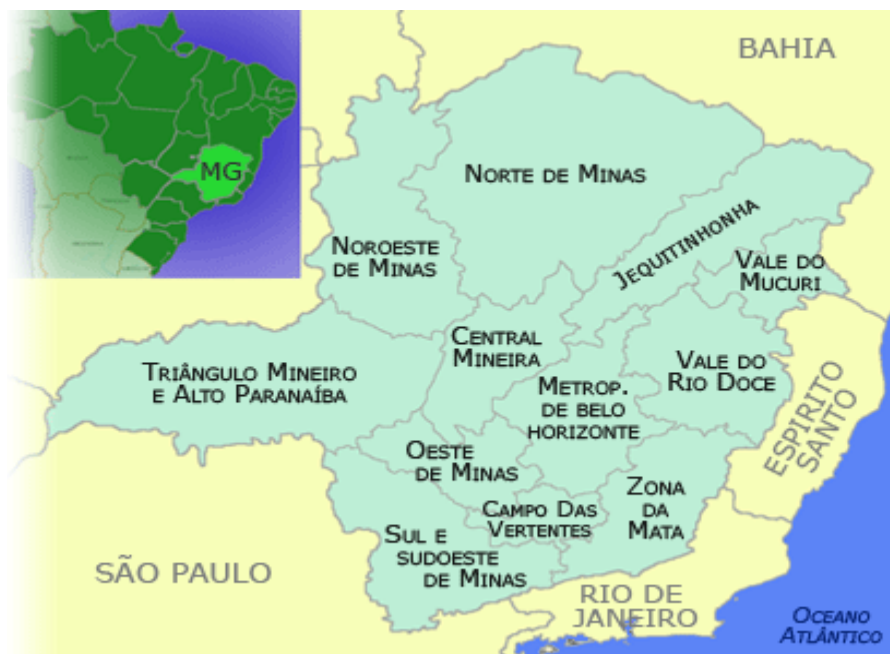 BAHIA
MG
NORTE DE MINAS
JEQUITINHONHA
NOROESTE
DE MINAS
VALE DO
MUCURI
CENTRAL
MINEIRA
TRIÂNGULO MINEIRO
E ALTO PARANAÍBA
VALE DO
RIO DOCE
METROP.
DE BELO
HORIZONTE
ESPIRITO
SANTO
OESTE
DE MINAS
ZONA
DA
MATA
CAMPO DAS
VERTENTES
SUL E
SUDOESTE
DE MINAS
SÃO PAULO
RIO DE
JANEIRO
OCEANO
ATLÂNTICO